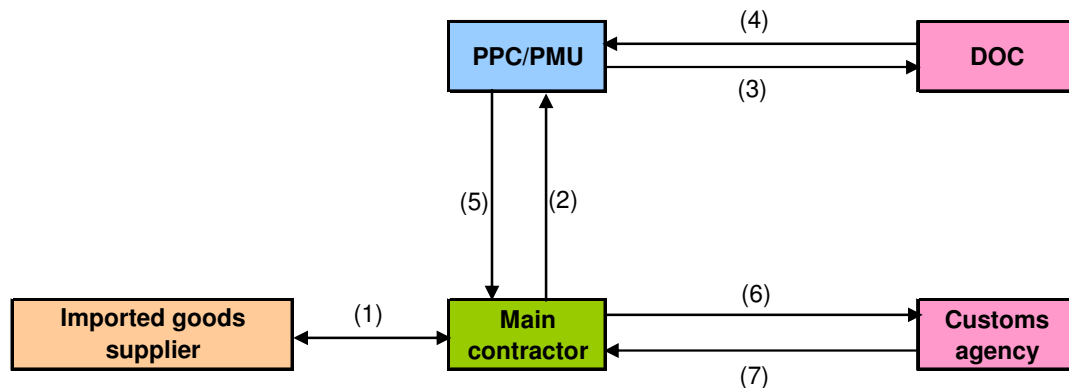 (4)
PPC/PMU
DOC
(3)
(5)
(2)
(6)
(1)
Imported goods
supplier
Main
contractor
Customs
agency
(7)